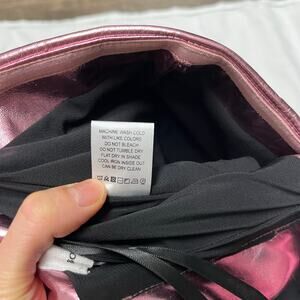 MACHINE WASH COLD
WITH LIKE COLORS
DO NOT BLEACH
DO NOT TUMBLE DRY
FLAT DRY IN SHADE
COOL IRON INSIDE OUT
CAN BE DRY CLEAN